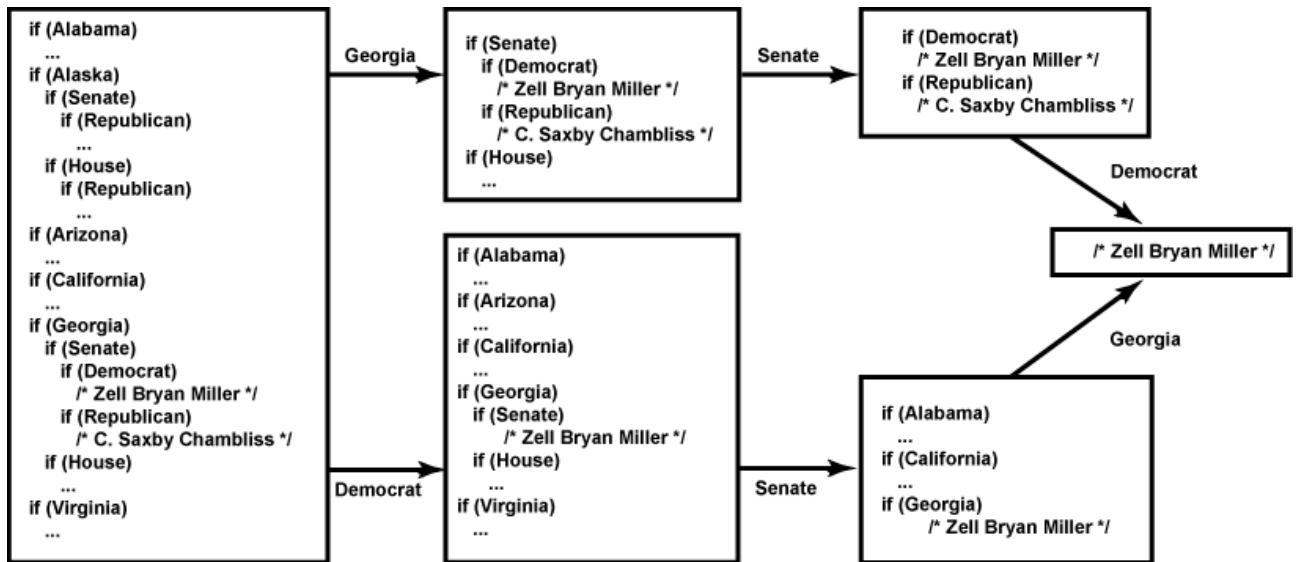 if (Alabama)
...
if (Alaska)
if (Senate)
if (Republican)
...
if (House)
if (Republican)
...
if (Arizona)
...
if (California)
...
if (Georgia)
if (Senate)
if (Democrat)
/* Zell Bryan Miller */
if (Republican)
/* C. Saxby Chambliss */
if (House)
...
if (Virginia)
...
Georgia
if (Senate)
if (Democrat)
/* Zell Bryan Miller */
if (Republican)
/* C. Saxby Chambliss */
if (House)
...
Senate
if (Democrat)
/* Zell Bryan Miller */
if (Republican)
/* C. Saxby Chambliss */
Democrat
/* Zell Bryan Miller */
Democrat
if (Alabama)
...
if (Arizona)
...
if (California)
...
if (Georgia)
if (Senate)
/* Zell Bryan Miller */
if (House)
...
if (Virginia)
...
Senate
if (Alabama)
...
if (California)
...
if (Georgia)
/* Zell Bryan Miller */
Georgia